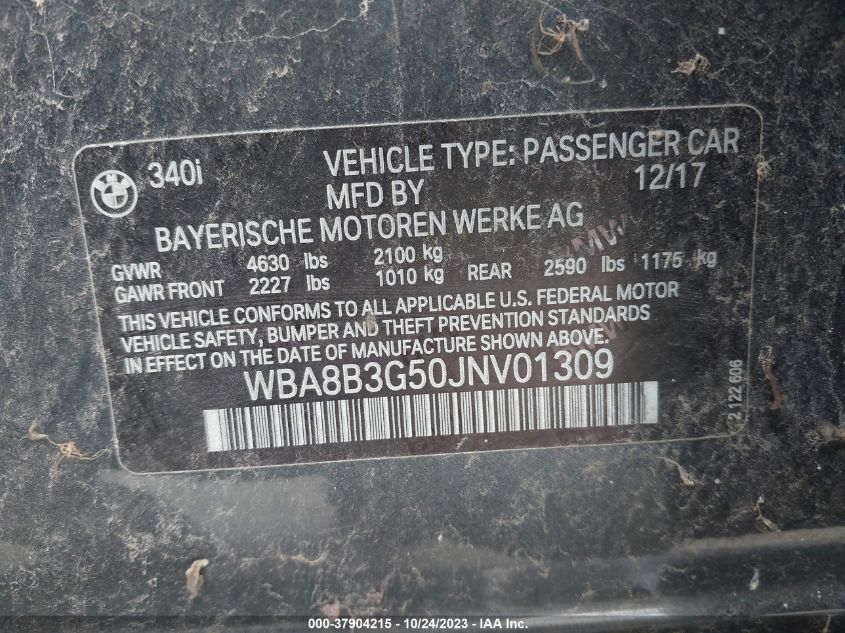 340i VEHICLE TYPE: PASSENGER CAR
MFD BY 12/17
BAYERISCHE MOTOREN WERKE AG
GVWR 4630 lbs 2100 kg
GAWR FRONT 2227 lbs 1010 kg REAR 2590 lbs 1175 kg
THIS VEHICLE CONFORMS TO ALL APPLICABLE U.S. FEDERAL MOTOR
VEHICLE SAFETY, BUMPER AND THEFT PREVENTION STANDARDS
IN EFFECT ON THE DATE OF MANUFACTURE SHOWN ABOVE.
WBA8B3G50JNV01309
2 122 606
000-37904215 - 10/24/2023 - IAA, Inc.